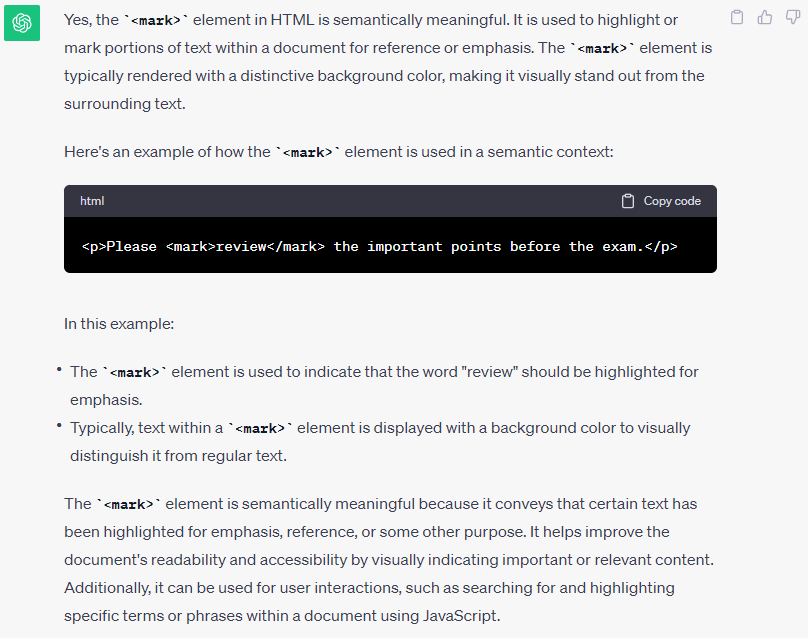 Yes, the `<mark>` element in HTML is semantically meaningful. It is used to highlight or
mark portions of text within a document for reference or emphasis. The `<mark>` element is
typically rendered with a distinctive background color, making it visually stand out from the
surrounding text.
Here's an example of how the `<mark>` element is used in a semantic context:
html Copy code
<p>Please <mark>review</mark> the important points before the exam.</p>
In this example:
• The `<mark>` element is used to indicate that the word "review" should be highlighted for
emphasis.
• Typically, text within a `<mark>` element is displayed with a background color to visually
distinguish it from regular text.
The `<mark>` element is semantically meaningful because it conveys that certain text has
been highlighted for emphasis, reference, or some other purpose. It helps improve the
document's readability and accessibility by visually indicating important or relevant content.
Additionally, it can be used for user interactions, such as searching for and highlighting
specific terms or phrases within a document using JavaScript.